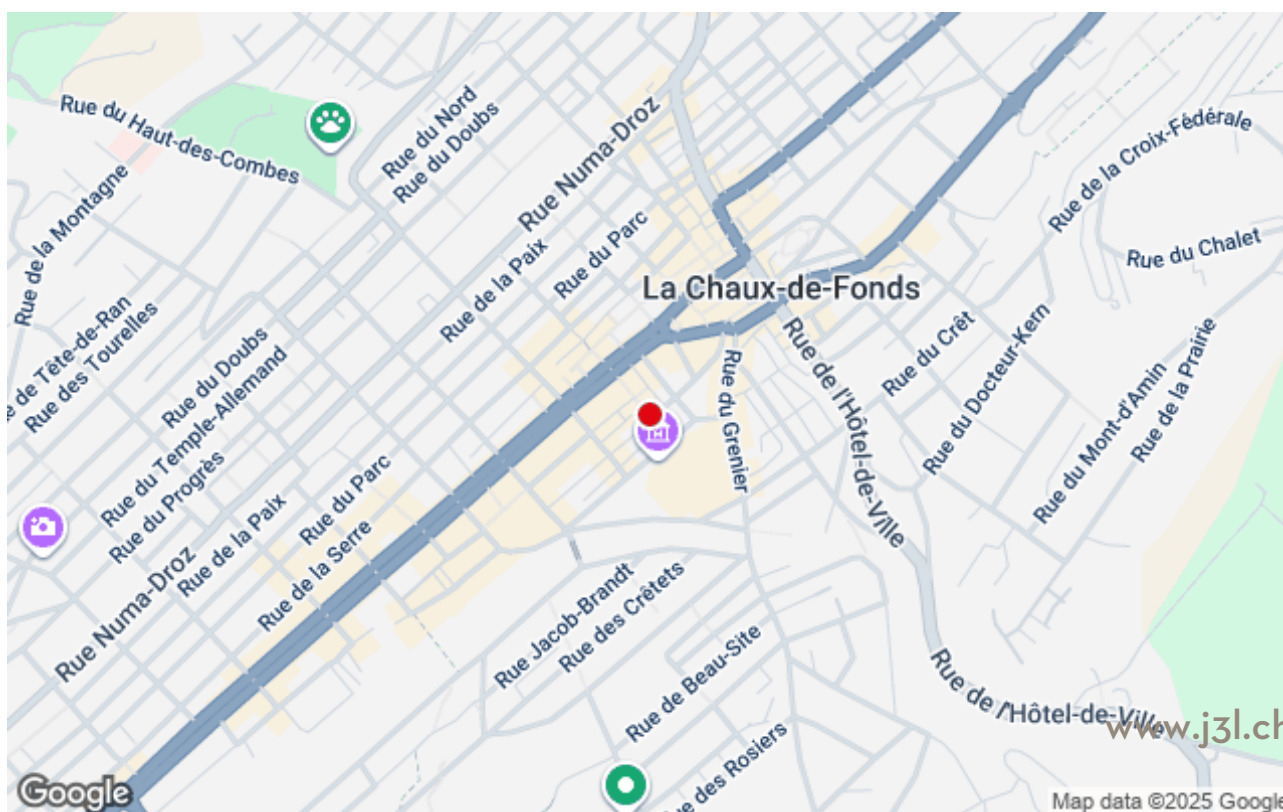 Rue du Haut-des-Combes
Rue du Nord
Rue du Doubs
Rue Numa-Droz
Rue de la Croix-Fédérale
Rue de la Montagne
Rue du Parc
Rue de la Paix
Rue du Chalet
La Chaux-de-Fonds
de Tête-de-Ran
Rue des Tourelles
Rue du Doubs
Rue du Temple-Allemand
Rue du Progrès
Rue du Crêt
Rue du Docteur-Kern
Rue de l'Hôtel-de-Ville
Rue du Grenier
Rue du Mont-d'Amin
Rue de la Prairie
Rue du Parc
Rue de la Paix
Rue de la Serre
Rue Numa-Droz
Rue Jacob-Brandt
Rue des Crêtets
Rue de Beau-Site
Rue des Rosiers
Rue de l'Hôtel-de-Ville
www.j3l.ch
Google
Map data ©2025 Google